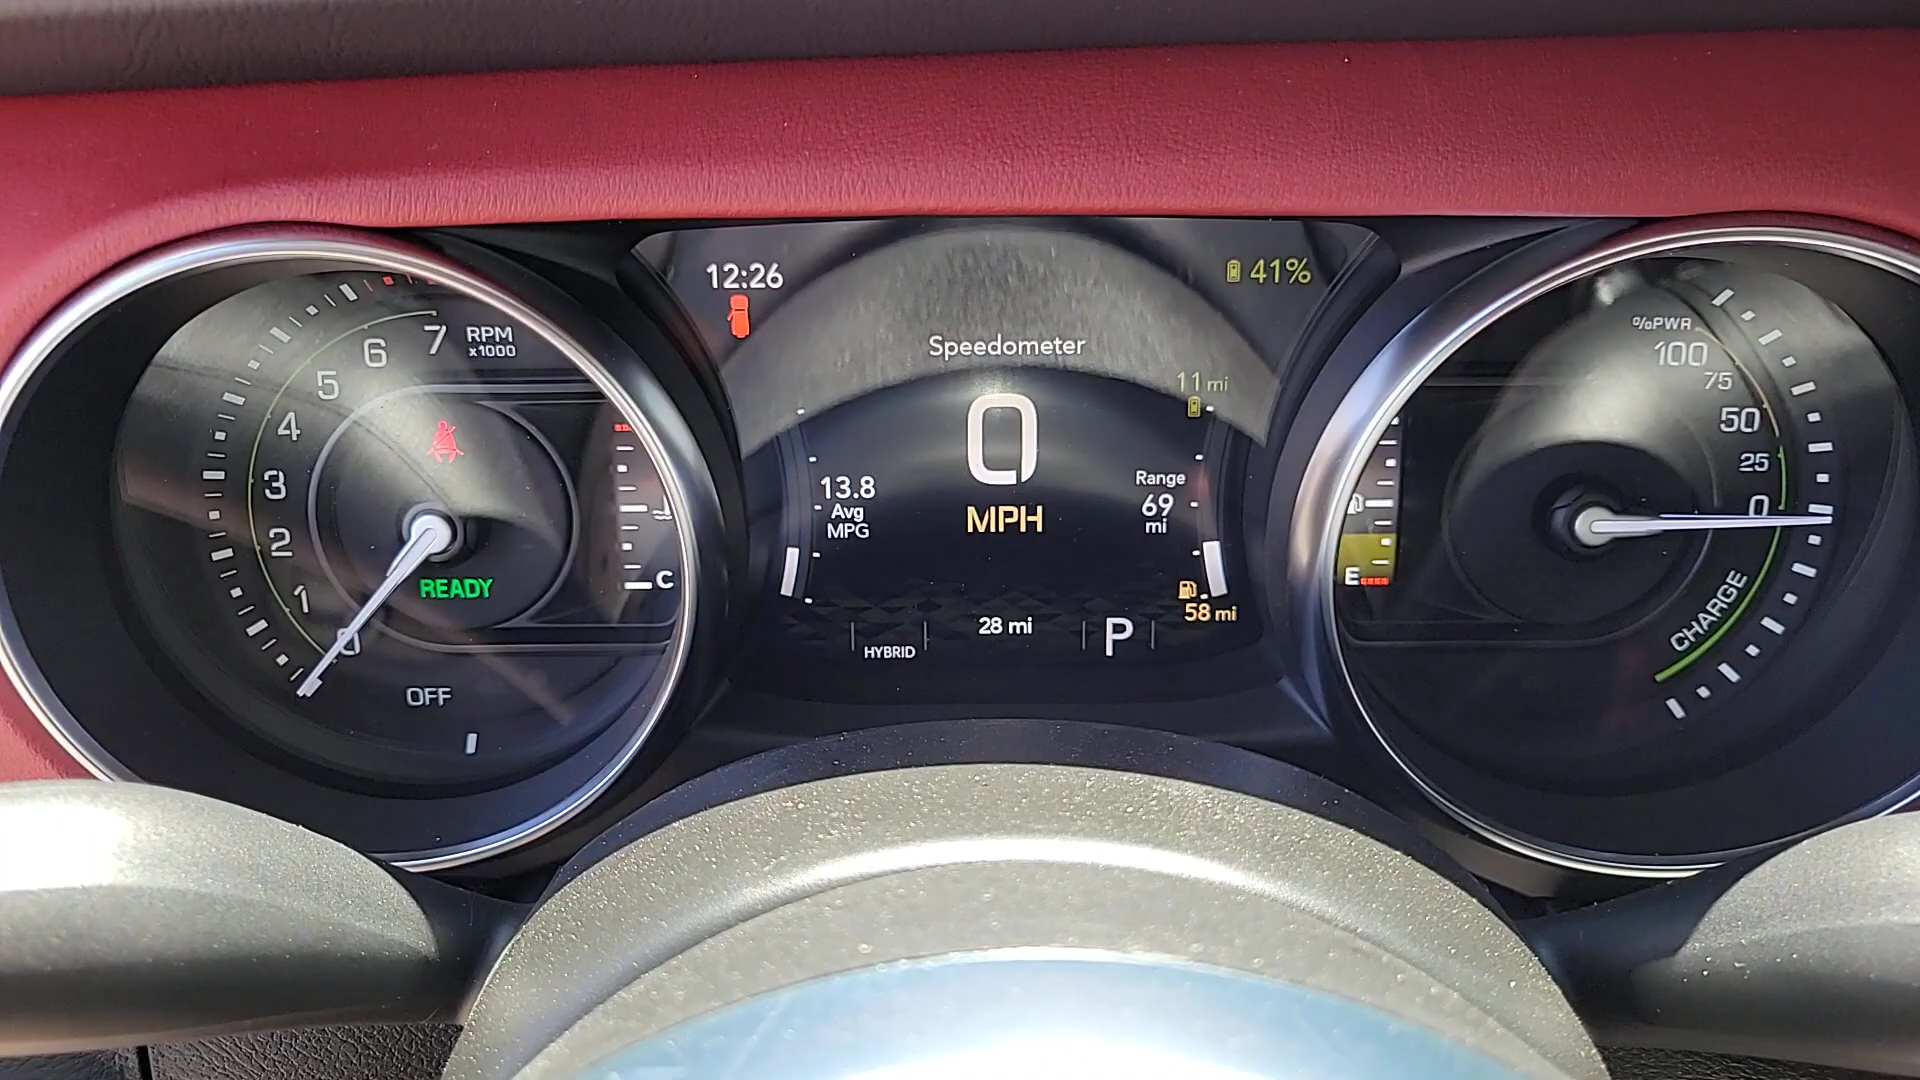 7
RPM
x1000
6
5
4
3
2
1
0
READY
OFF
C
12:26
41%
Speedometer
11 mi
0
MPH
13.8
Avg
MPG
Range
69
mi
58 mi
28 mi
HYBRID
P
%PWR
100
75
50
25
0
CHARGE
E